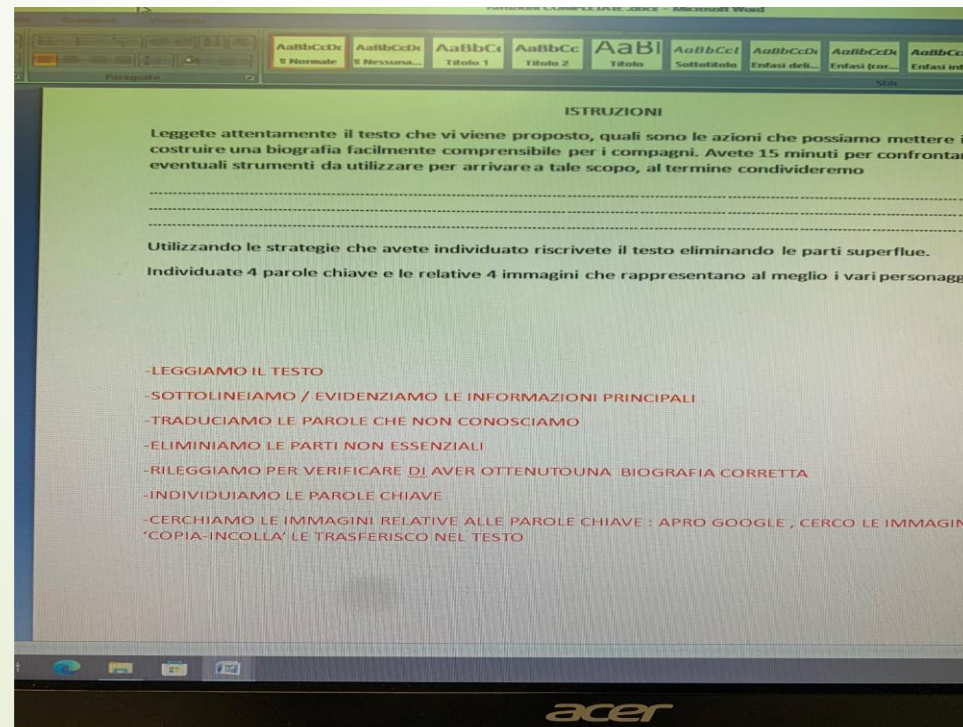 COMPLETATE .docx - Microsoft Word
AaBbCcDc AaBbCcDc AaBbCc AaBbCc AaBl AaBbCcl AaBbCcDc AaBbCcDc AaBbCc
¶ Normale ¶ Nessuna... Titolo 1 Titolo 2 Titolo Sottotitolo Enfasi deli... Enfasi (cor... Enfasi int
Paragrafo Stili
ISTRUZIONI
Leggete attentamente il testo che vi viene proposto, quali sono le azioni che possiamo mettere i
costruire una biografia facilmente comprensibile per i compagni. Avete 15 minuti per confrontar
eventuali strumenti da utilizzare per arrivare a tale scopo, al termine condivideremo
Utilizzando le strategie che avete individuato riscrivete il testo eliminando le parti superflue.
Individuate 4 parole chiave e le relative 4 immagini che rappresentano al meglio i vari personagg
-LEGGIAMO IL TESTO
-SOTTOLINEIAMO / EVIDENZIAMO LE INFORMAZIONI PRINCIPALI
-TRADUCIAMO LE PAROLE CHE NON CONOSCIAMO
-ELIMINIAMO LE PARTI NON ESSENZIALI
-RILEGGIAMO PER VERIFICARE DI AVER OTTENUTOUNA BIOGRAFIA CORRETTA
-INDIVIDUIAMO LE PAROLE CHIAVE
-CERCHIAMO LE IMMAGINI RELATIVE ALLE PAROLE CHIAVE : APRO GOOGLE , CERCO LE IMMAGIN
'COPIA-INCOLLA' LE TRASFERISCO NEL TESTO
acer